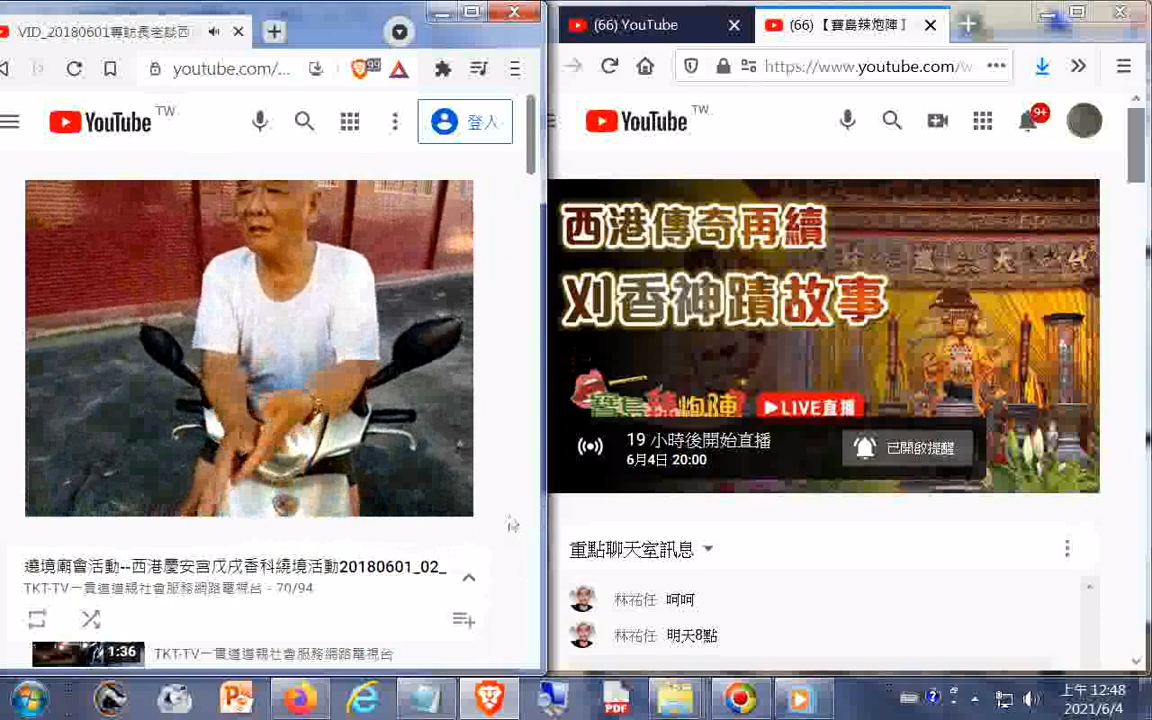 VID_20180601專訪長老談西
youtube.com/...
99
YouTube TW
登入
遶境廟會活動--西港慶安宮戊戌香科繞境活動20180601_02_
TKT-TV一貫道道親社會服務網路電視台 - 70/94
1:36
TKT-TV一貫道道親社會服務網路電視台
(66) YouTube
(66) 【寶島辣炮陣】
https://www.youtube.com/w
YouTube TW
9+
西港傳奇再續
刈香神蹟故事
寶島辣炮陣
LIVE直播
19 小時後開始直播
6月4日 20:00
已開啟提醒
重點聊天室訊息
林祐任 呵呵
林祐任 明天8點
PDF
上午 12:48
2021/6/4